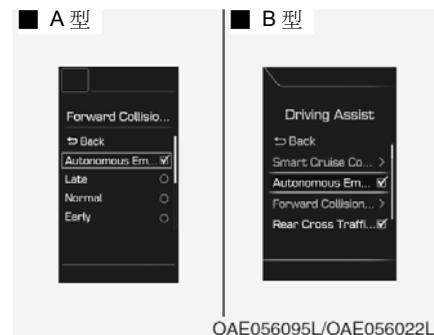 ■ A 型
Forward Collisio...
⮌ Back
Autonomous Em... ☑
Late ○
Normal ○
Early ○
■ B 型
Driving Assist
⮌ Back
Smart Cruise Co... >
Autonomous Em... ☑
Forward Collision... >
Rear Cross Traffi...☑
OAE056095L/OAE056022L